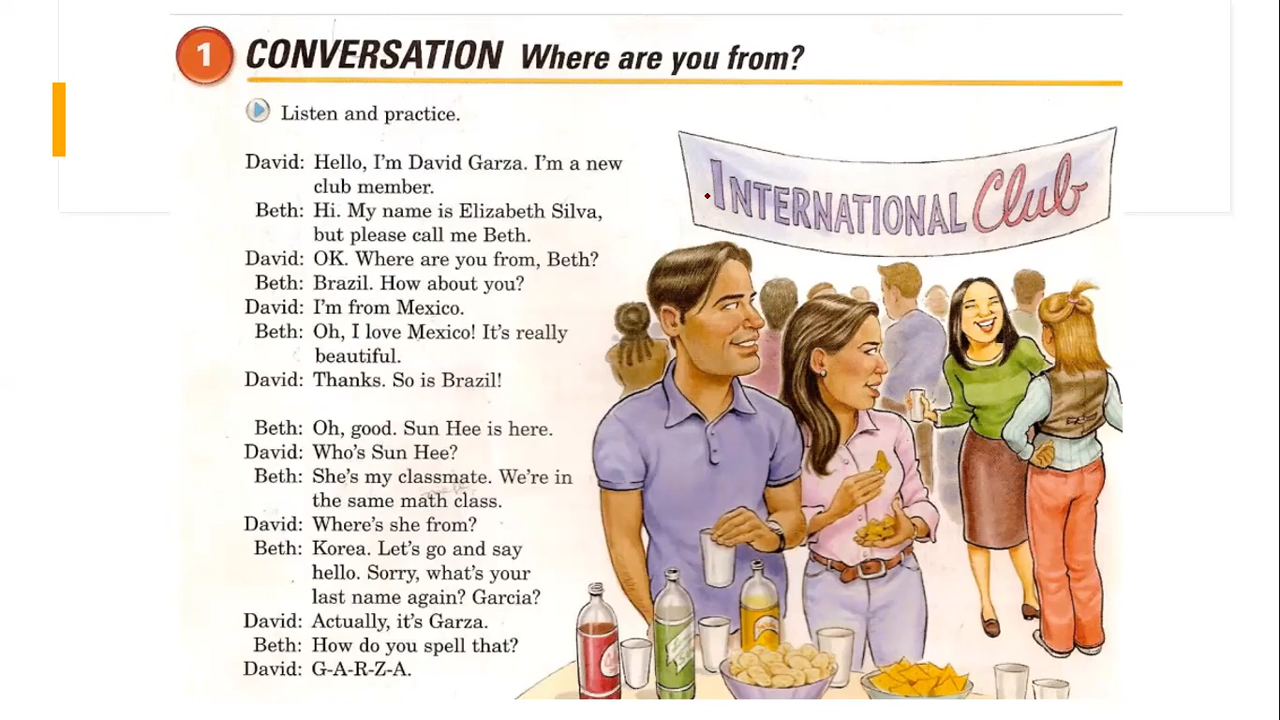 1 CONVERSATION Where are you from?
Listen and practice.
David: Hello, I'm David Garza. I'm a new
club member.
Beth: Hi. My name is Elizabeth Silva,
but please call me Beth.
David: OK. Where are you from, Beth?
Beth: Brazil. How about you?
David: I'm from Mexico.
Beth: Oh, I love Mexico! It's really
beautiful.
David: Thanks. So is Brazil!
Beth: Oh, good. Sun Hee is here.
David: Who's Sun Hee?
Beth: She's my classmate. We're in
the same math class.
David: Where's she from?
Beth: Korea. Let's go and say
hello. Sorry, what's your
last name again? Garcia?
David: Actually, it's Garza.
Beth: How do you spell that?
David: G-A-R-Z-A.
INTERNATIONAL Club